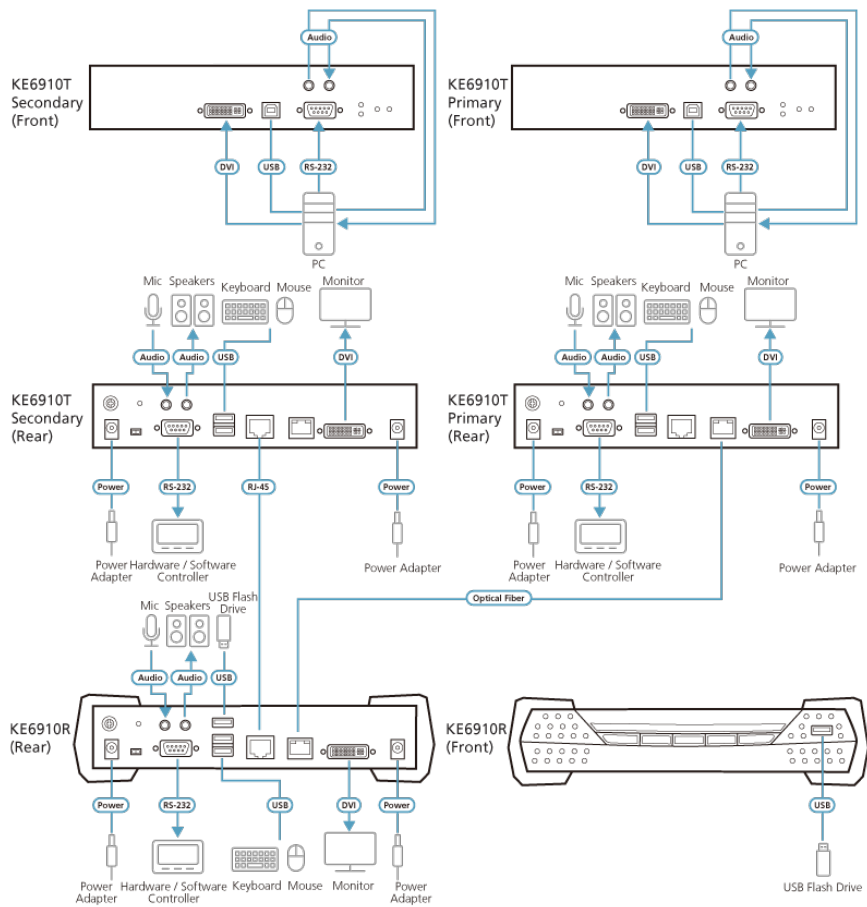 Audio
Audio
KE6910T
Secondary
(Front)
KE6910T
Primary
(Front)
DVI
USB
RS-232
DVI
USB
RS-232
PC
PC
Mic
Speakers
Keyboard
Mouse
Monitor
Mic
Speakers
Keyboard
Mouse
Monitor
Audio
Audio
USB
DVI
Audio
Audio
USB
DVI
KE6910T
Secondary
(Rear)
KE6910T
Primary
(Rear)
Power
RS-232
RJ-45
Power
Power
RS-232
Power
Power
Adapter
Hardware / Software
Controller
Power Adapter
Power
Adapter
Hardware / Software
Controller
Power Adapter
Optical Fiber
Mic
Speakers
USB Flash
Drive
Audio
Audio
USB
KE6910R
(Rear)
KE6910R
(Front)
Power
RS-232
USB
DVI
Power
USB
Power
Adapter
Hardware / Software
Controller
Keyboard
Mouse
Monitor
Power
Adapter
USB Flash Drive